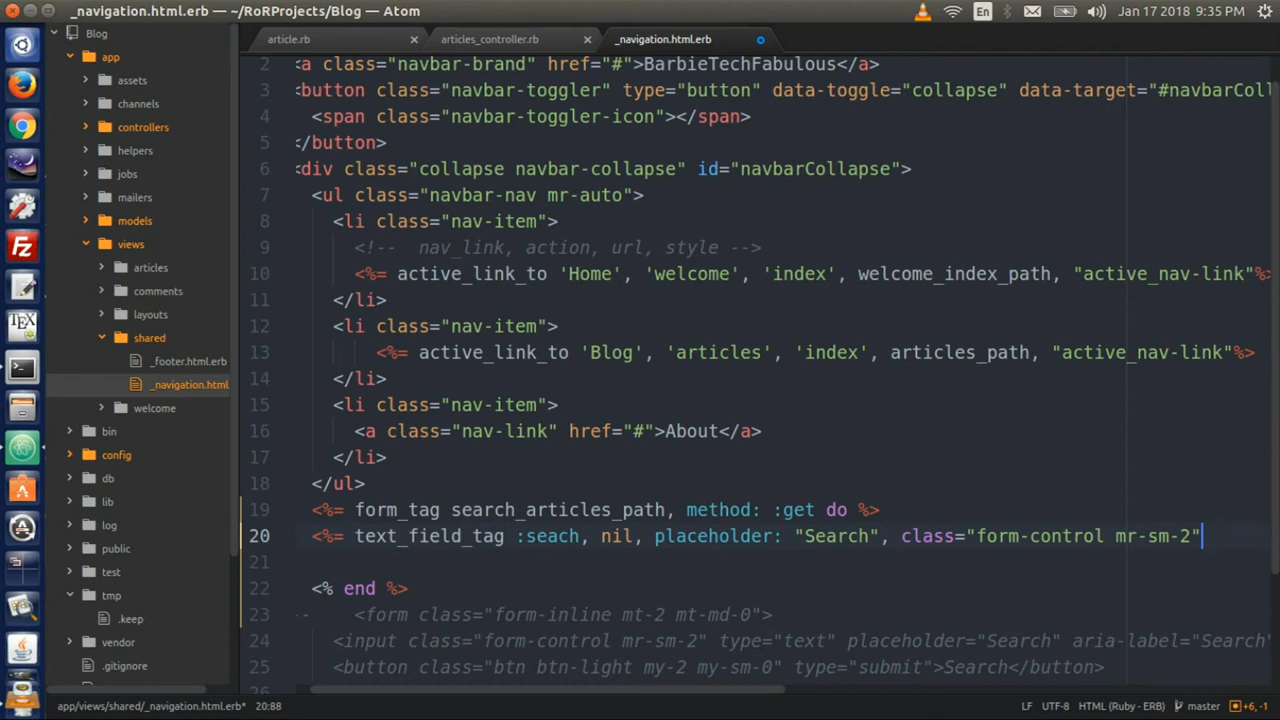 _navigation.html.erb - ~/RoRProjects/Blog - Atom
En
Jan 17 2018 9:35 PM
Blog
app
assets
channels
controllers
helpers
jobs
mailers
models
views
articles
comments
layouts
shared
_footer.html.erb
_navigation.html
welcome
bin
config
db
lib
log
public
test
tmp
.keep
vendor
.gitignore
article.rb
articles_controller.rb
_navigation.html.erb
2 <a class="navbar-brand" href="#">BarbieTechFabulous</a>
3 <button class="navbar-toggler" type="button" data-toggle="collapse" data-target="#navbarColl
4 <span class="navbar-toggler-icon"></span>
5 </button>
6 <div class="collapse navbar-collapse" id="navbarCollapse">
7 <ul class="navbar-nav mr-auto">
8 <li class="nav-item">
9 <!-- nav_link, action, url, style -->
10 <%= active_link_to 'Home', 'welcome', 'index', welcome_index_path, "active_nav-link"%>
11 </li>
12 <li class="nav-item">
13 <%= active_link_to 'Blog', 'articles', 'index', articles_path, "active_nav-link"%>
14 </li>
15 <li class="nav-item">
16 <a class="nav-link" href="#">About</a>
17 </li>
18 </ul>
19 <%= form_tag search_articles_path, method: :get do %>
20 <%= text_field_tag :seach, nil, placeholder: "Search", class="form-control mr-sm-2"
21
22 <% end %>
23 -- <form class="form-inline mt-2 mt-md-0">
24 <input class="form-control mr-sm-2" type="text" placeholder="Search" aria-label="Search"
25 <button class="btn btn-light my-2 my-sm-0" type="submit">Search</button>
26
app/views/shared/_navigation.html.erb* 20:88
LF UTF-8 HTML (Ruby - ERB) master +6, -1